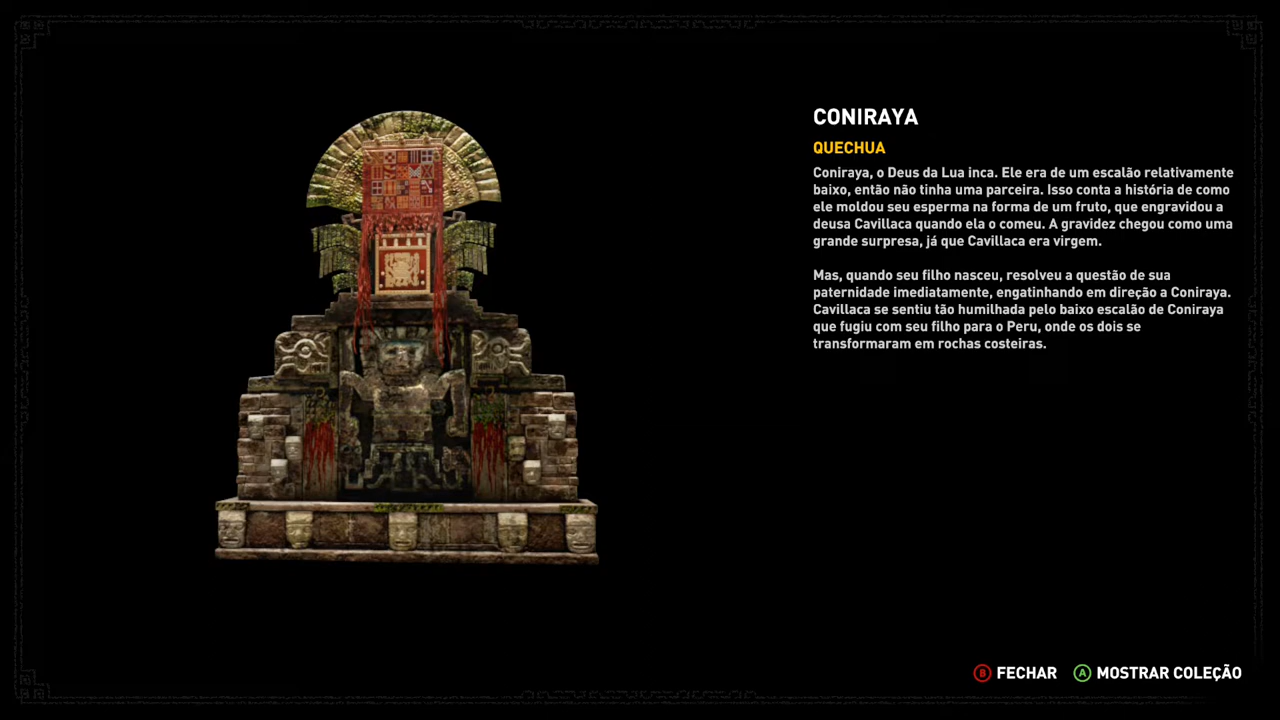 CONIRAYA
QUECHUA
Coniraya, o Deus da Lua inca. Ele era de um escalão relativamente
baixo, então não tinha uma parceira. Isso conta a história de como
ele moldou seu esperma na forma de um fruto, que engravidou a
deusa Cavillaca quando ela o comeu. A gravidez chegou como uma
grande surpresa, já que Cavillaca era virgem.
Mas, quando seu filho nasceu, resolveu a questão de sua
paternidade imediatamente, engatinhando em direção a Coniraya.
Cavillaca se sentiu tão humilhada pelo baixo escalão de Coniraya
que fugiu com seu filho para o Peru, onde os dois se
transformaram em rochas costeiras.
B FECHAR A MOSTRAR COLEÇÃO